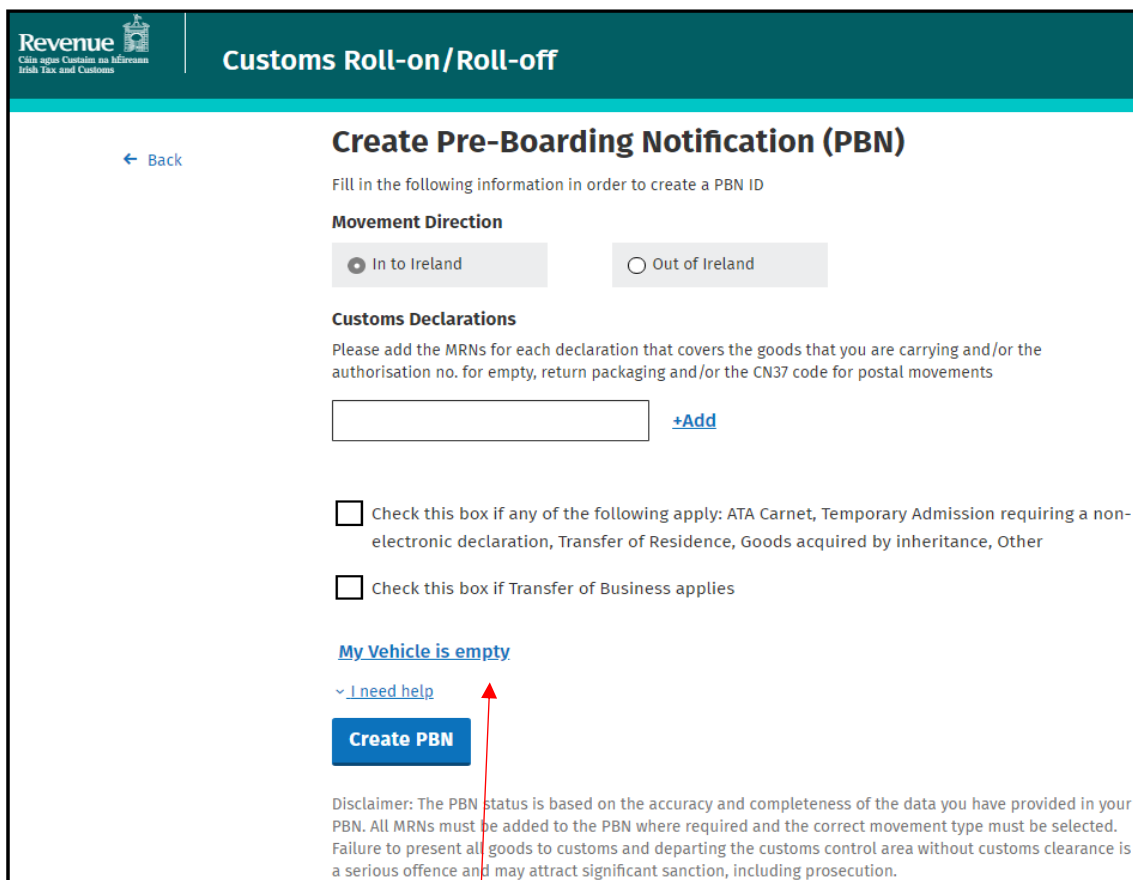 Revenue
Cáin agus Custaim na hÉireann
Irish Tax and Customs
Customs Roll-on/Roll-off
← Back
Create Pre-Boarding Notification (PBN)
Fill in the following information in order to create a PBN ID
Movement Direction
In to Ireland
Out of Ireland
Customs Declarations
Please add the MRNs for each declaration that covers the goods that you are carrying and/or the
authorisation no. for empty, return packaging and/or the CN37 code for postal movements
+Add
Check this box if any of the following apply: ATA Carnet, Temporary Admission requiring a non-
electronic declaration, Transfer of Residence, Goods acquired by inheritance, Other
Check this box if Transfer of Business applies
My Vehicle is empty
I need help
Create PBN
Disclaimer: The PBN status is based on the accuracy and completeness of the data you have provided in your
PBN. All MRNs must be added to the PBN where required and the correct movement type must be selected.
Failure to present all goods to customs and departing the customs control area without customs clearance is
a serious offence and may attract significant sanction, including prosecution.